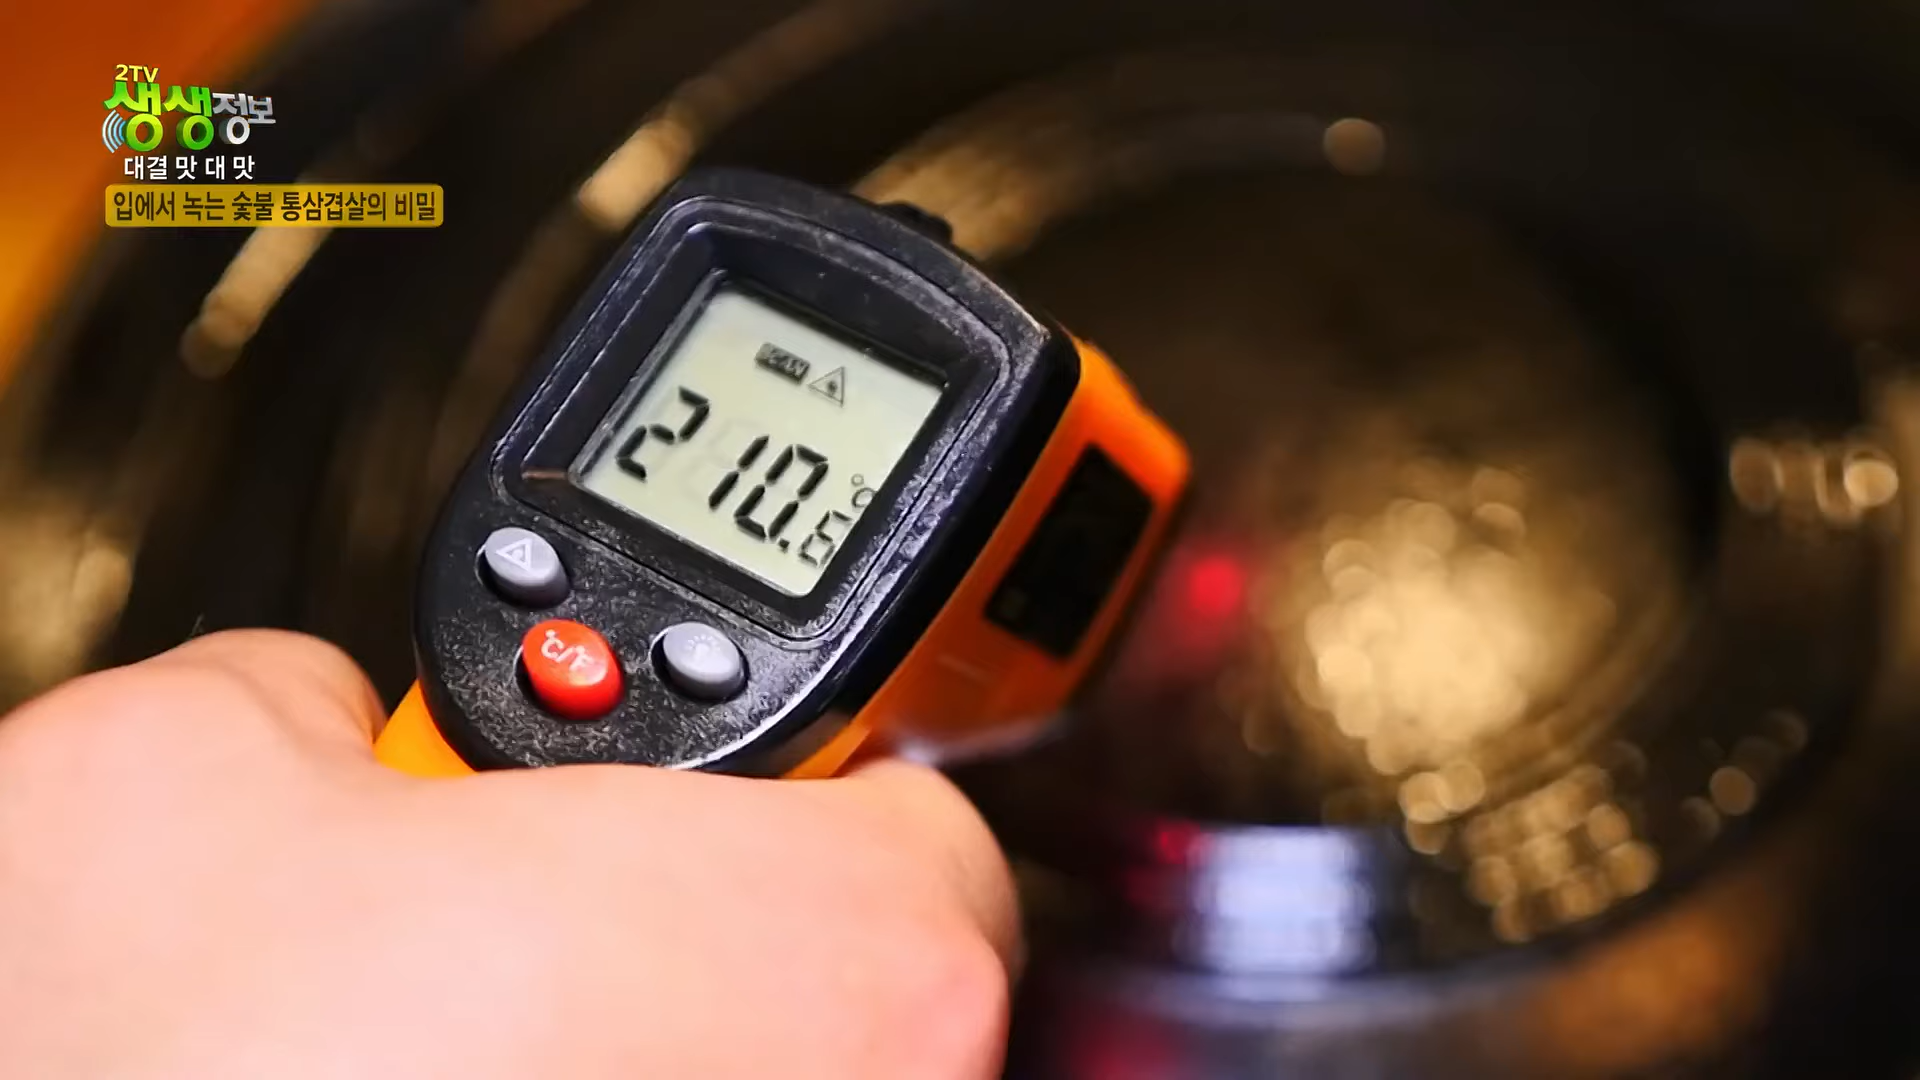 2TV
생생정보
대결 맛 대 맛
입에서 녹는 숯불 통삼겹살의 비밀
SCAN
210.6 °C
°C/°F